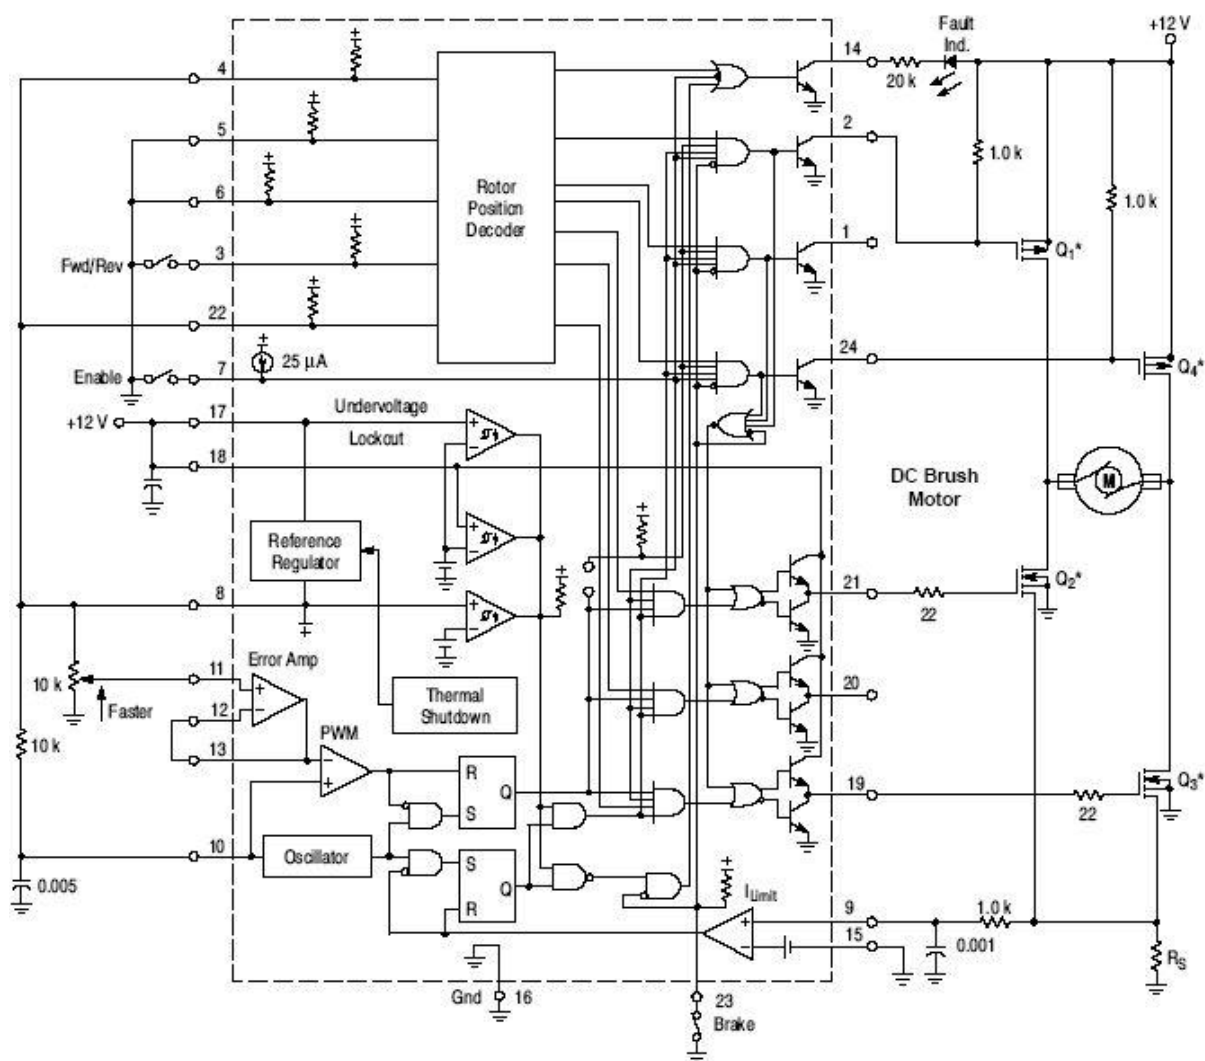 Fault
Ind.
+12 V
4
14
20 k
5
2
1.0 k
6
Rotor
Position
Decoder
1.0 k
Fwd/Rev
3
1
Q1*
22
Enable
7
25 µA
24
Q4*
+12 V
17
Undervoltage
Lockout
18
DC Brush
Motor
M
Reference
Regulator
21
22
Q2*
8
Error Amp
11
10 k
Faster
12
Thermal
Shutdown
20
10 k
13
PWM
R
Q
S
19
22
Q3*
10
Oscillator
S
Q
R
0.005
ILimit
9
1.0 k
15
0.001
RS
Gnd
16
23
Brake